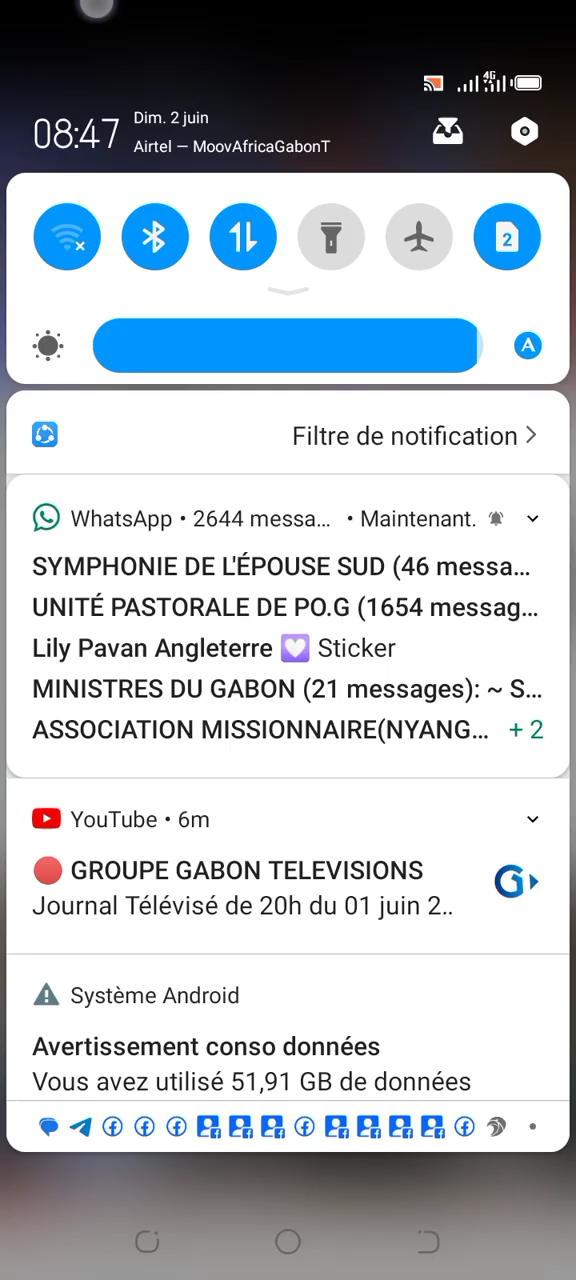 4G
08:47
Dim. 2 juin
Airtel — MoovAfricaGabonT
2
A
Filtre de notification
WhatsApp • 2644 messa... • Maintenant.
SYMPHONIE DE L'ÉPOUSE SUD (46 messa...
UNITÉ PASTORALE DE PO.G (1654 messag...
Lily Pavan Angleterre 💟 Sticker
MINISTRES DU GABON (21 messages): ~ S...
ASSOCIATION MISSIONNAIRE(NYANG... + 2
YouTube • 6m
🔴 GROUPE GABON TELEVISIONS
Journal Télévisé de 20h du 01 juin 2..
Système Android
Avertissement conso données
Vous avez utilisé 51,91 GB de données